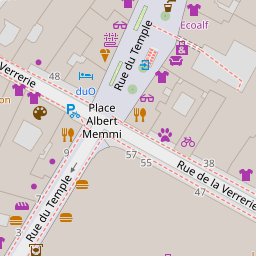 Ecoalf
Rue du Temple
48
Verrerie
duO
on
Place
Albert
Memmi
57
55
47
38
Rue de la Verrerie
9
Rue du Temple